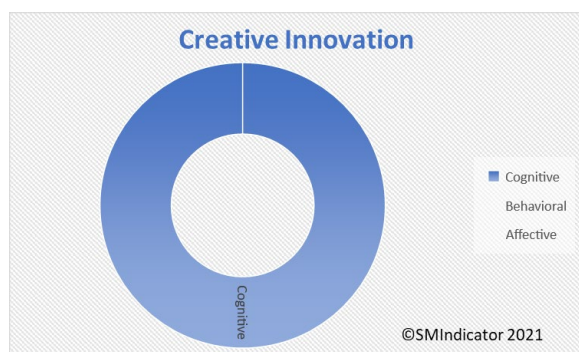 Creative Innovation
Cognitive
Behavioral
Affective
Cognitive
©SMIndicator 2021